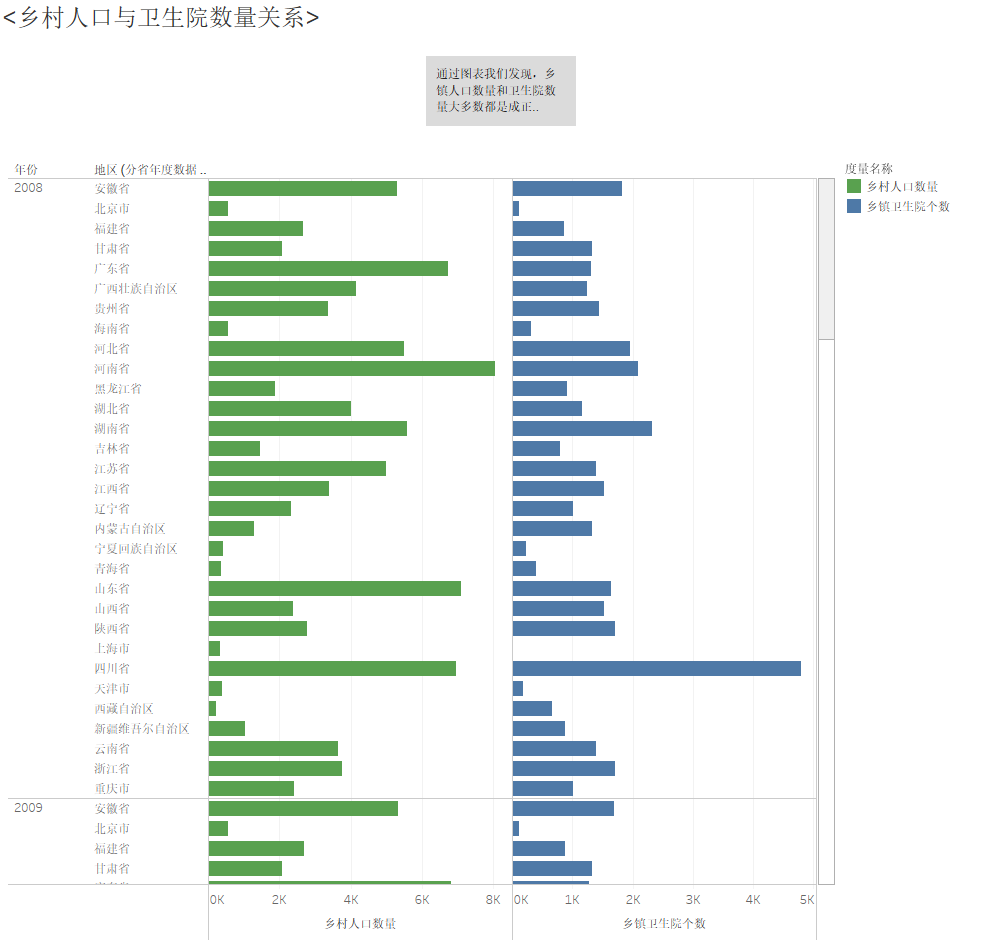 <乡村人口与卫生院数量关系>
通过图表我们发现，乡
镇人口数量和卫生院数
量大多数都是成正..
年份 地区 (分省年度数据 ..
度量名称
乡村人口数量
乡镇卫生院个数
2008 安徽省
北京市
福建省
甘肃省
广东省
广西壮族自治区
贵州省
海南省
河北省
河南省
黑龙江省
湖北省
湖南省
吉林省
江苏省
江西省
辽宁省
内蒙古自治区
宁夏回族自治区
青海省
山东省
山西省
陕西省
上海市
四川省
天津市
西藏自治区
新疆维吾尔自治区
云南省
浙江省
重庆市
2009 安徽省
北京市
福建省
甘肃省
0K 2K 4K 6K 8K 0K 1K 2K 3K 4K 5K
乡村人口数量 乡镇卫生院个数